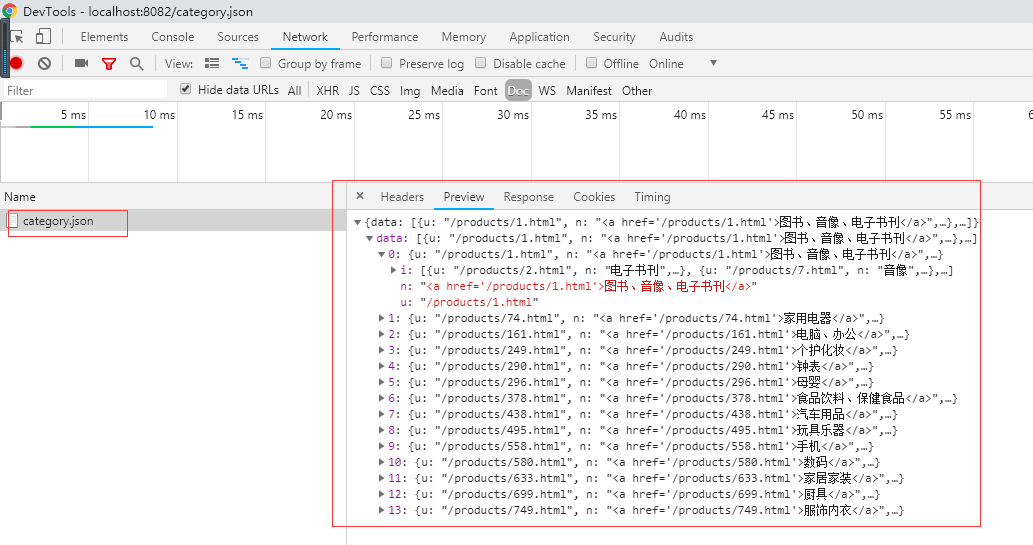 DevTools - localhost:8082/category.json
Elements Console Sources Network Performance Memory Application Security Audits
View: Group by frame Preserve log Disable cache Offline Online
Filter Hide data URLs All XHR JS CSS Img Media Font Doc WS Manifest Other
5 ms 10 ms 15 ms 20 ms 25 ms 30 ms 35 ms 40 ms 45 ms 50 ms 55 ms 6
Name
category.json
× Headers Preview Response Cookies Timing
▼{data: [{u: "/products/1.html", n: "<a href='/products/1.html'>图书、音像、电子书刊</a>",…},…]}
▼data: [{u: "/products/1.html", n: "<a href='/products/1.html'>图书、音像、电子书刊</a>",…},…]
▼0: {u: "/products/1.html", n: "<a href='/products/1.html'>图书、音像、电子书刊</a>",…}
▶i: [{u: "/products/2.html", n: "电子书刊",…}, {u: "/products/7.html", n: "音像",…},…]
n: "<a href='/products/1.html'>图书、音像、电子书刊</a>"
u: "/products/1.html"
▶1: {u: "/products/74.html", n: "<a href='/products/74.html'>家用电器</a>",…}
▶2: {u: "/products/161.html", n: "<a href='/products/161.html'>电脑、办公</a>",…}
▶3: {u: "/products/249.html", n: "<a href='/products/249.html'>个护化妆</a>",…}
▶4: {u: "/products/290.html", n: "<a href='/products/290.html'>钟表</a>",…}
▶5: {u: "/products/296.html", n: "<a href='/products/296.html'>母婴</a>",…}
▶6: {u: "/products/378.html", n: "<a href='/products/378.html'>食品饮料、保健食品</a>",…}
▶7: {u: "/products/438.html", n: "<a href='/products/438.html'>汽车用品</a>",…}
▶8: {u: "/products/495.html", n: "<a href='/products/495.html'>玩具乐器</a>",…}
▶9: {u: "/products/558.html", n: "<a href='/products/558.html'>手机</a>",…}
▶10: {u: "/products/580.html", n: "<a href='/products/580.html'>数码</a>",…}
▶11: {u: "/products/633.html", n: "<a href='/products/633.html'>家居家装</a>",…}
▶12: {u: "/products/699.html", n: "<a href='/products/699.html'>厨具</a>",…}
▶13: {u: "/products/749.html", n: "<a href='/products/749.html'>服饰内衣</a>",…}